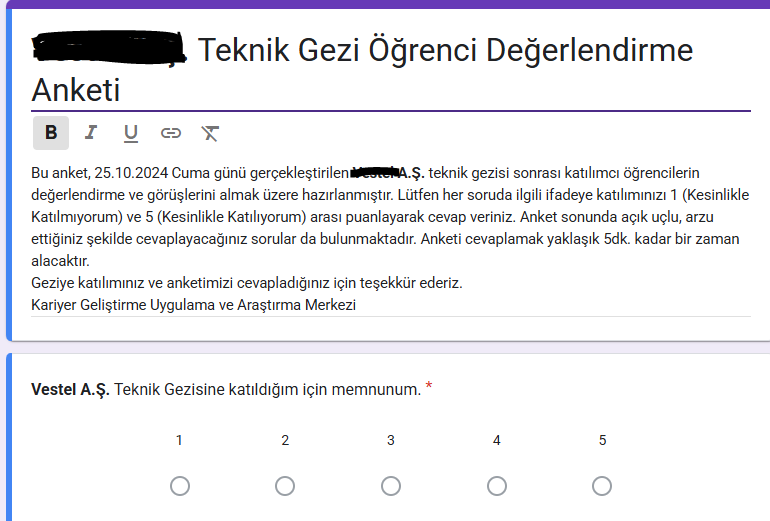 Teknik Gezi Öğrenci Değerlendirme
Anketi
B I U
Bu anket, 25.10.2024 Cuma günü gerçekleştirilen A.Ş. teknik gezisi sonrası katılımcı öğrencilerin
değerlendirme ve görüşlerini almak üzere hazırlanmıştır. Lütfen her soruda ilgili ifadeye katılımınızı 1 (Kesinlikle
Katılmıyorum) ve 5 (Kesinlikle Katılıyorum) arası puanlayarak cevap veriniz. Anket sonunda açık uçlu, arzu
ettiğiniz şekilde cevaplayacağınız sorular da bulunmaktadır. Anketi cevaplamak yaklaşık 5dk. kadar bir zaman
alacaktır.
Geziye katılımınız ve anketimizi cevapladığınız için teşekkür ederiz.
Kariyer Geliştirme Uygulama ve Araştırma Merkezi
Vestel A.Ş. Teknik Gezisine katıldığım için memnunum. *
1 2 3 4 5